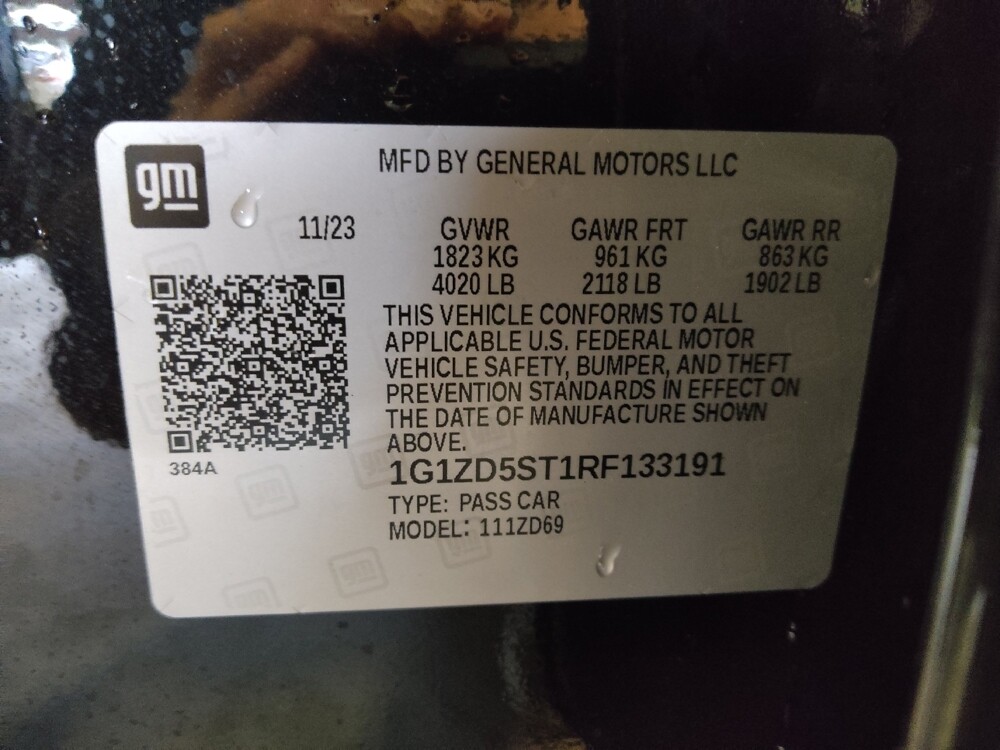 gm
MFD BY GENERAL MOTORS LLC
11/23 GVWR GAWR FRT GAWR RR
1823 KG 961 KG 863 KG
4020 LB 2118 LB 1902 LB
THIS VEHICLE CONFORMS TO ALL
APPLICABLE U.S. FEDERAL MOTOR
VEHICLE SAFETY, BUMPER, AND THEFT
PREVENTION STANDARDS IN EFFECT ON
THE DATE OF MANUFACTURE SHOWN
ABOVE.
384A
1G1ZD5ST1RF133191
TYPE: PASS CAR
MODEL: 111ZD69